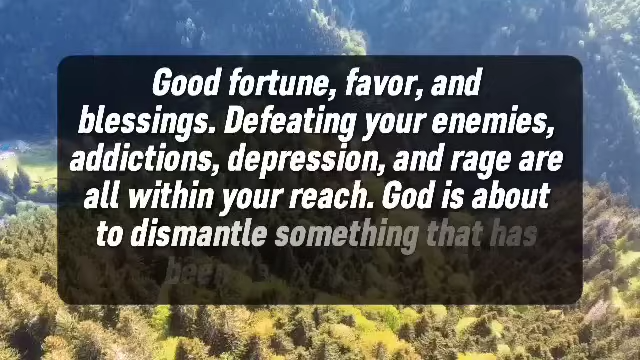 Good fortune, favor, and
blessings. Defeating your enemies,
addictions, depression, and rage are
all within your reach. God is about
to dismantle something that has
been